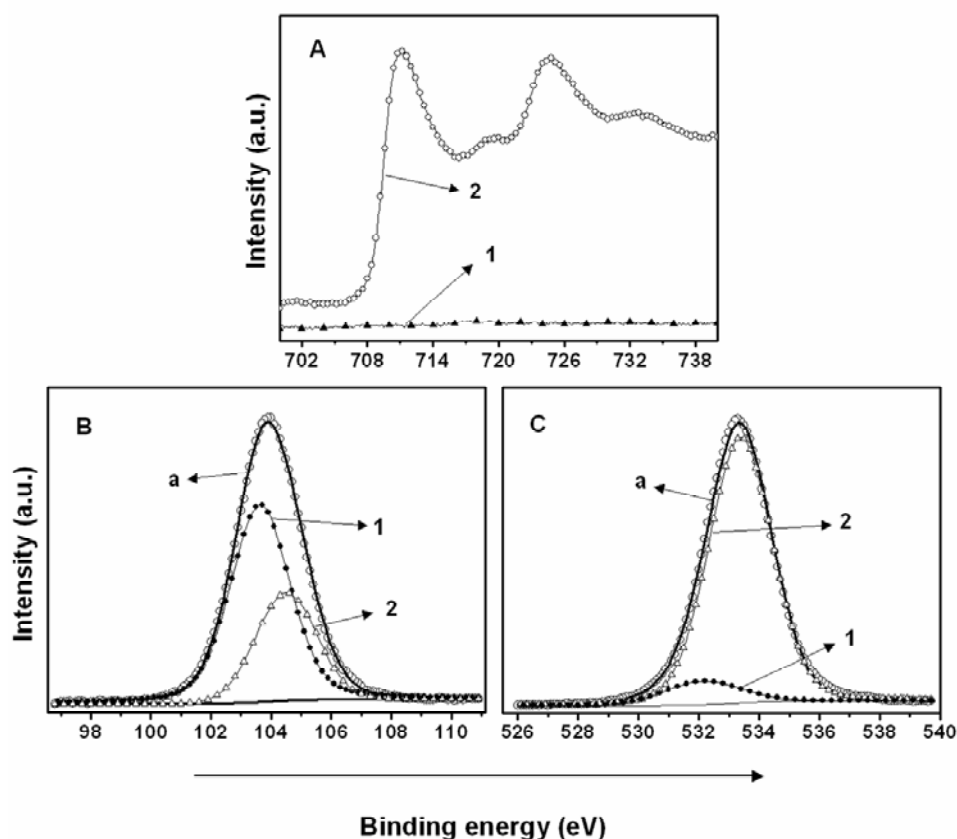 A
Intensity (a.u.)
2
1
702 708 714 720 726 732 738
B
a
1
2
Intensity (a.u.)
98 100 102 104 106 108 110
C
a
2
1
526 528 530 532 534 536 538 540
Binding energy (eV)